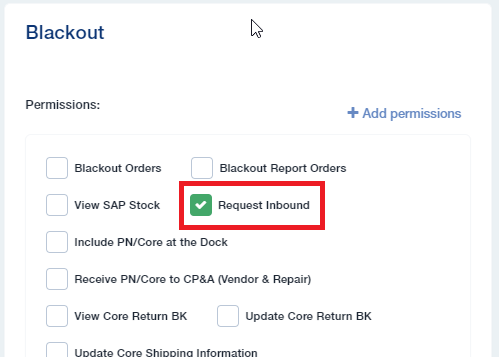 Blackout
Permissions:
+ Add permissions
Blackout Orders Blackout Report Orders
View SAP Stock Request Inbound
Include PN/Core at the Dock
Receive PN/Core to CP&A (Vendor & Repair)
View Core Return BK Update Core Return BK
Update Core Shipping Information